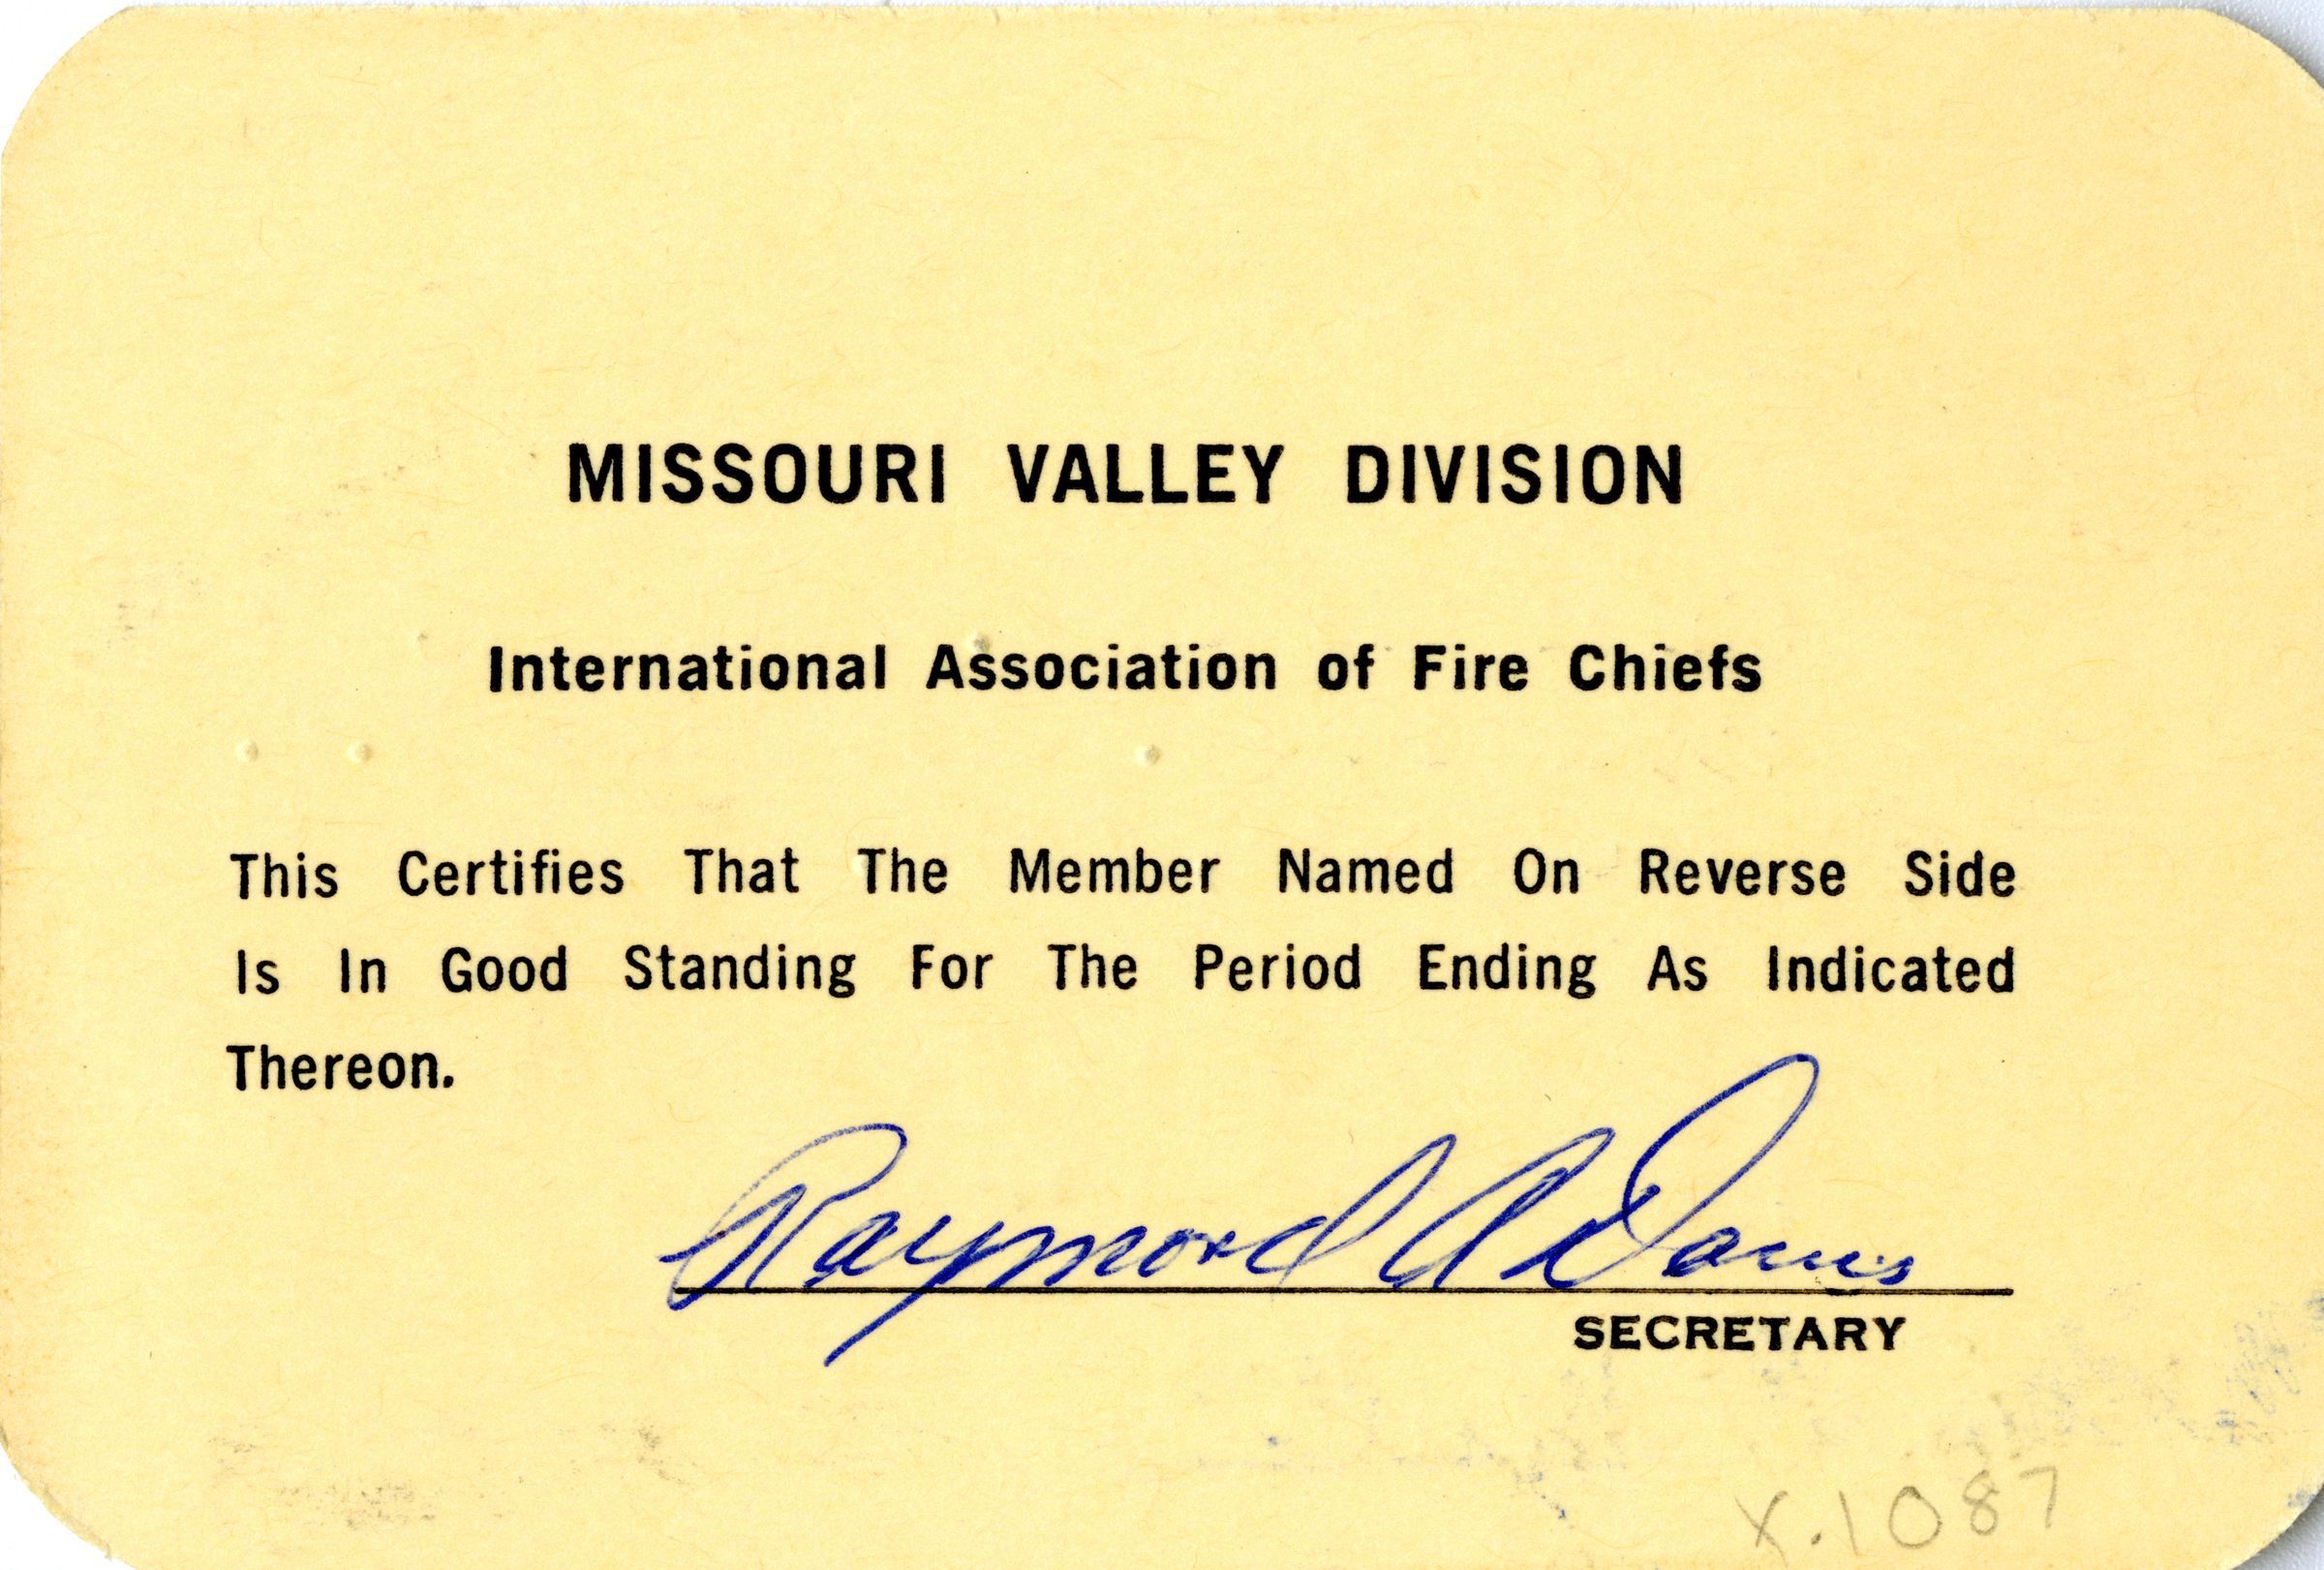 MISSOURI VALLEY DIVISION
International Association of Fire Chiefs
This Certifies That The Member Named On Reverse Side
Is In Good Standing For The Period Ending As Indicated
Thereon.
Raymond
SECRETARY
X.1087